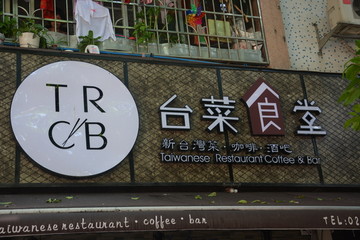 TR
CB
台菜食堂
新台灣菜·咖啡·酒吧
Taiwanese Restaurant Coffee & Bar
aiwanese restaurant · coffee · bar
TEL:02